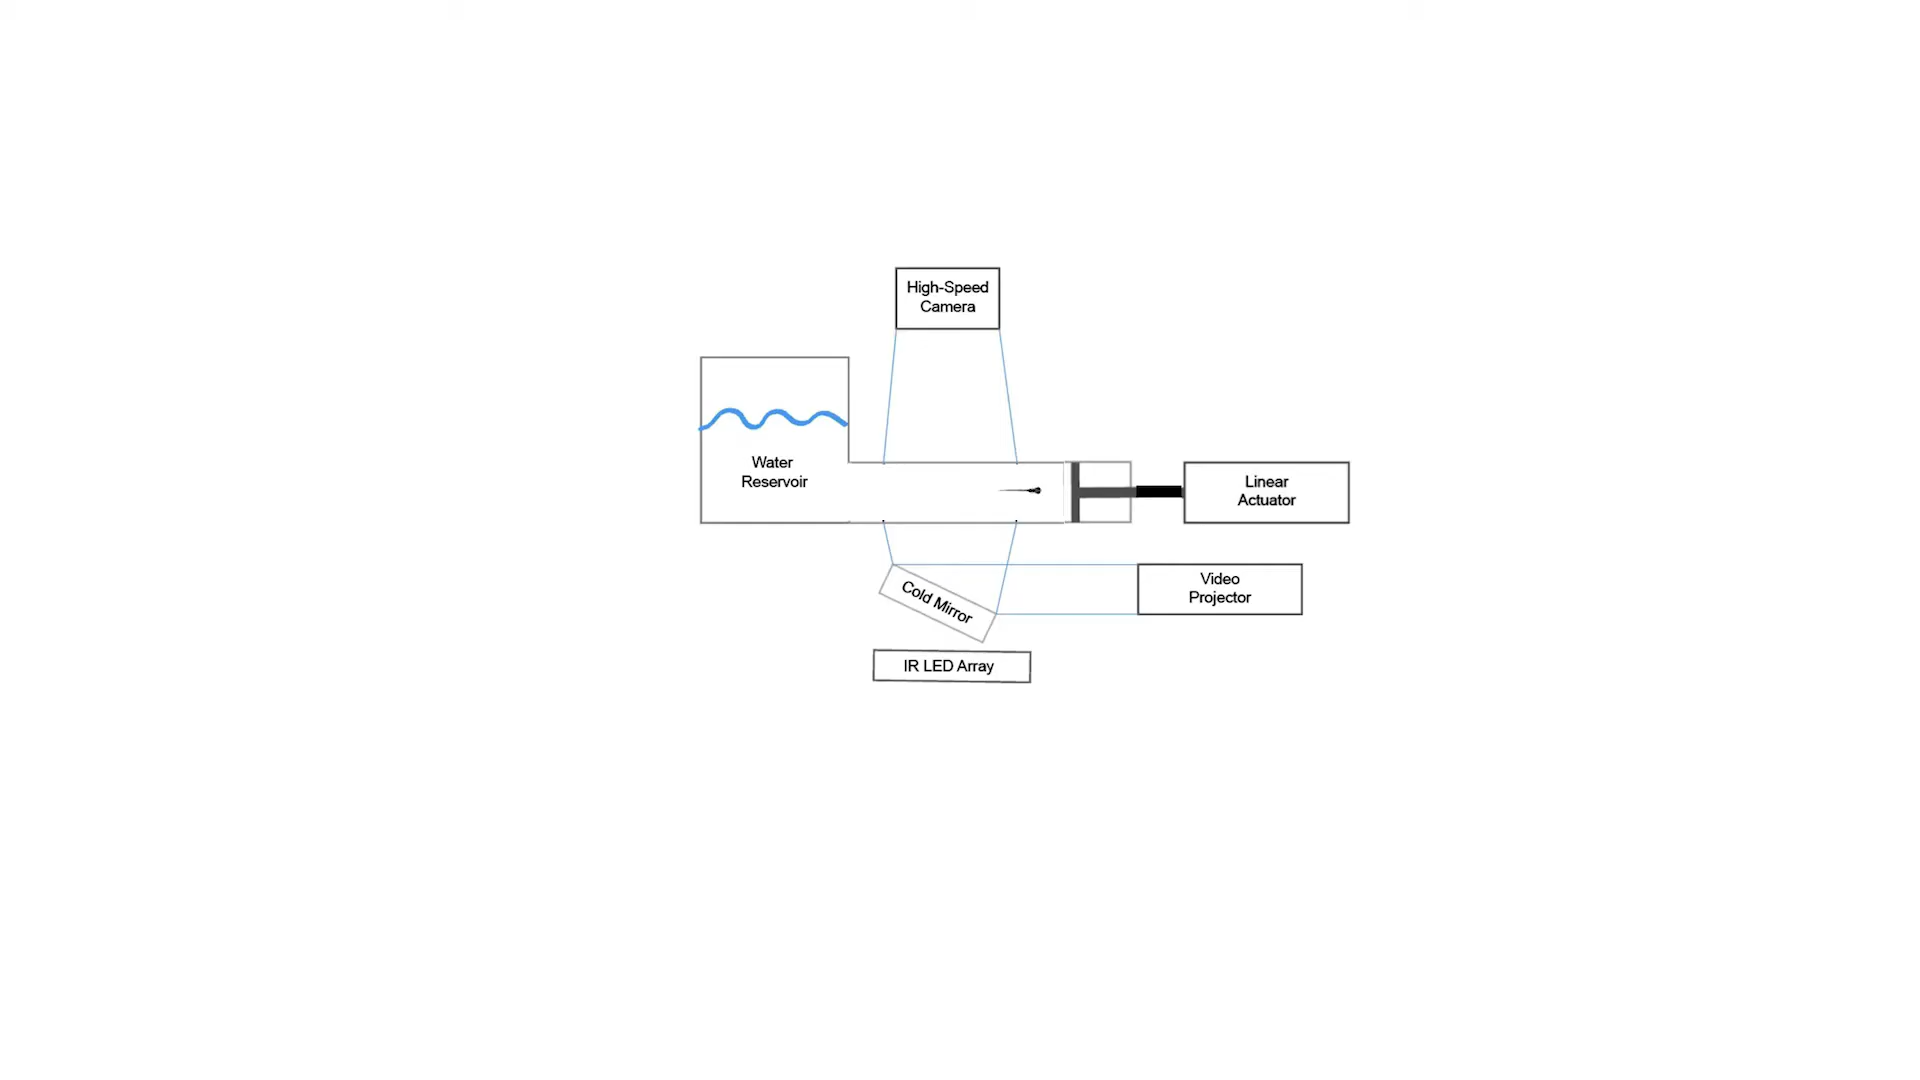 High-Speed
Camera
Water
Reservoir
Linear
Actuator
Video
Projector
Cold Mirror
IR LED Array